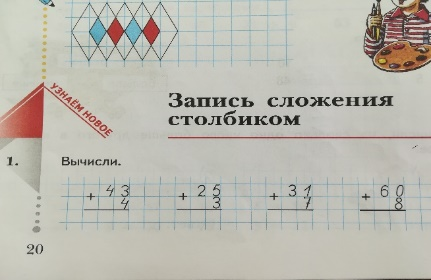 УЗНАЁМ НОВОЕ
Запись сложения
столбиком
1. Вычисли.
+ 43 + 25 + 31 + 60
4 3 1 8
20